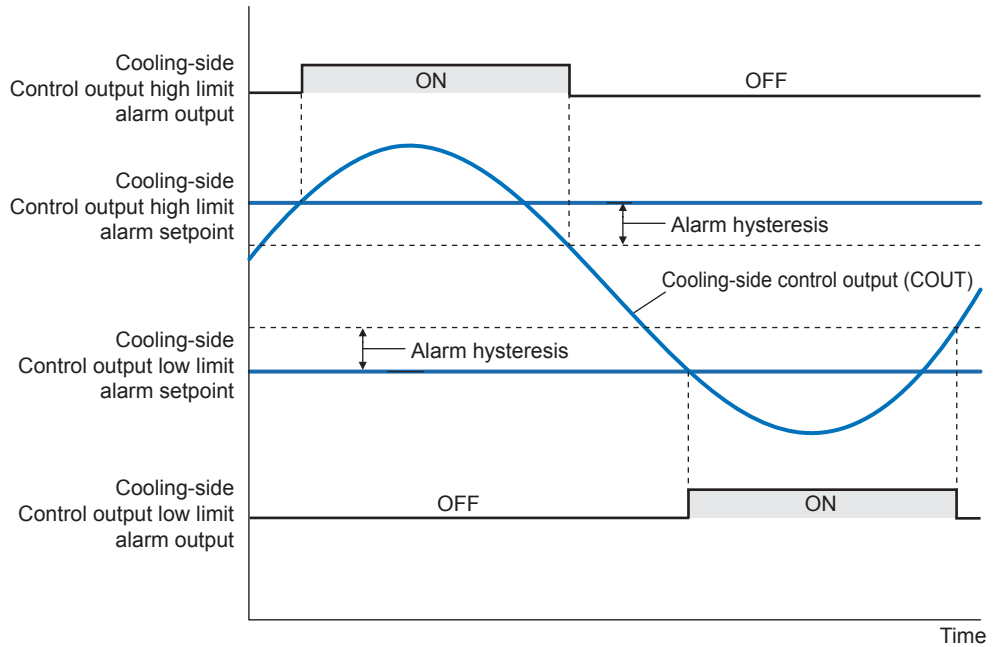 Cooling-side
Control output high limit
alarm output
ON
OFF
Cooling-side
Control output high limit
alarm setpoint
Alarm hysteresis
Cooling-side control output (COUT)
Cooling-side
Control output low limit
alarm setpoint
Alarm hysteresis
Cooling-side
Control output low limit
alarm output
OFF
ON
Time